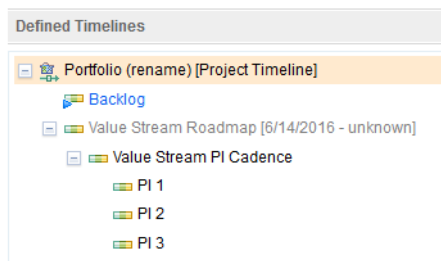 Defined Timelines
Portfolio (rename) [Project Timeline]
Backlog
Value Stream Roadmap [6/14/2016 - unknown]
Value Stream PI Cadence
PI 1
PI 2
PI 3